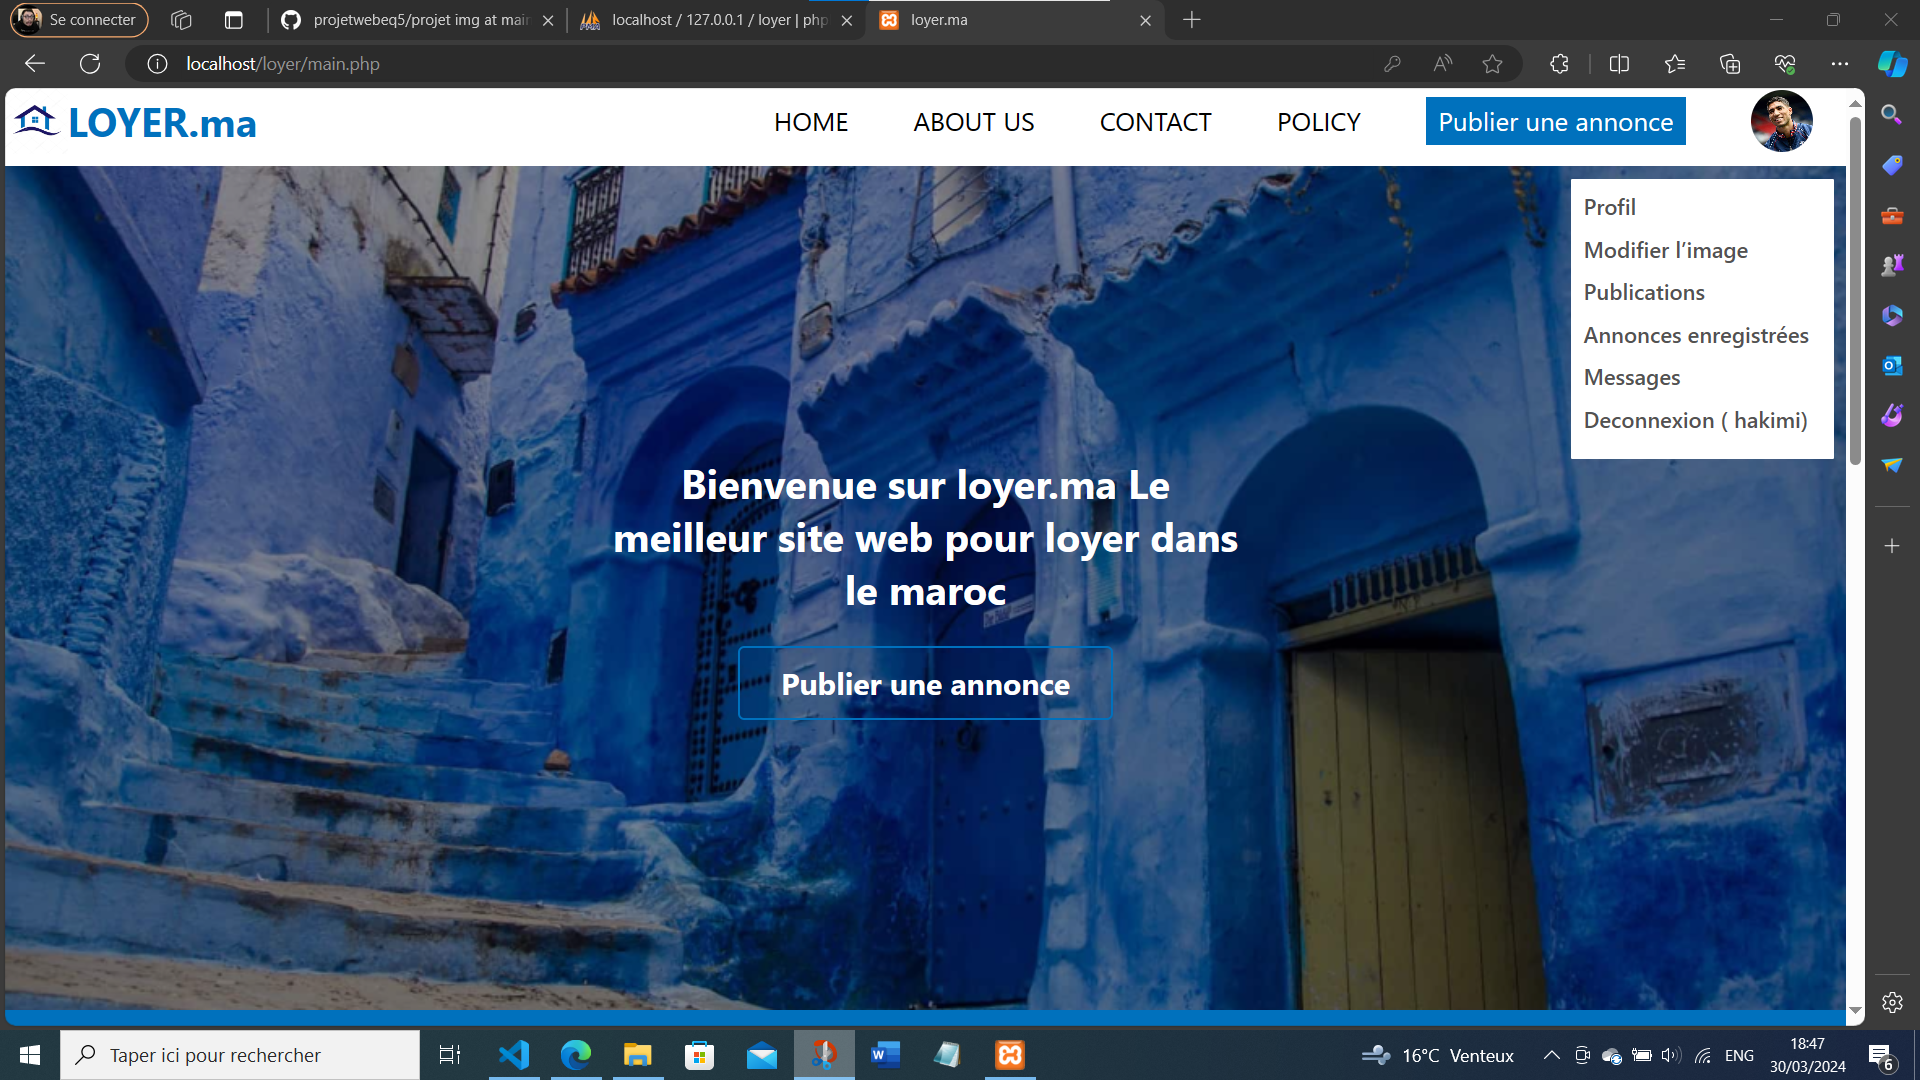 Se connecter
projetwebeq5/projet img at mair
localhost / 127.0.0.1 / loyer | php
loyer.ma
localhost/loyer/main.php
LOYER.ma
HOME
ABOUT US
CONTACT
POLICY
Publier une annonce
Profil
Modifier l’image
Publications
Annonces enregistrées
Messages
Deconnexion ( hakimi)
Bienvenue sur loyer.ma Le
meilleur site web pour loyer dans
le maroc
Publier une annonce
Taper ici pour rechercher
16°C Venteux
ENG
18:47
30/03/2024
6